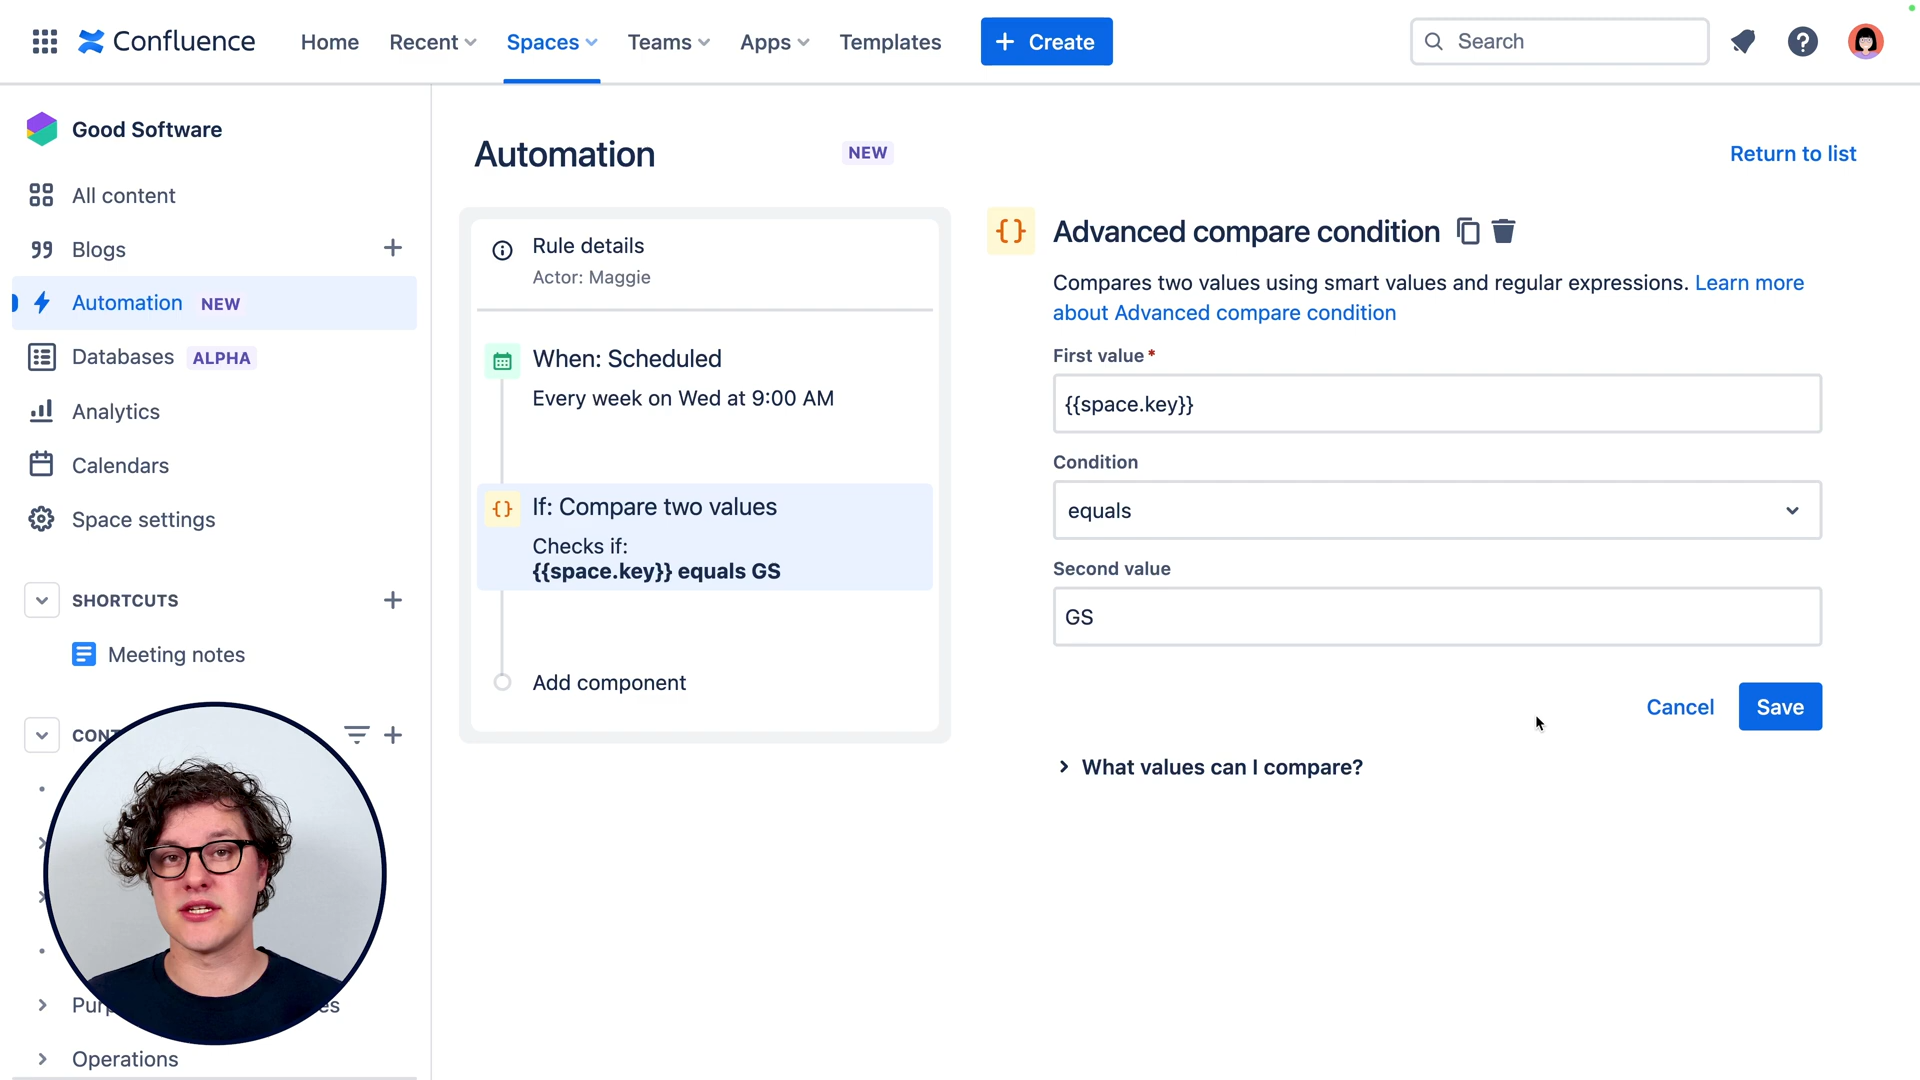 Confluence
Home
Recent
Spaces
Teams
Apps
Templates
+ Create
Search
Good Software
All content
Blogs
Automation NEW
Databases ALPHA
Analytics
Calendars
Space settings
SHORTCUTS
Meeting notes
Operations
Automation
NEW
Return to list
Rule details
Actor: Maggie
When: Scheduled
Every week on Wed at 9:00 AM
If: Compare two values
Checks if:
{{space.key}} equals GS
Add component
Advanced compare condition
Compares two values using smart values and regular expressions. Learn more
about Advanced compare condition
First value*
{{space.key}}
Condition
equals
Second value
GS
Cancel
Save
What values can I compare?